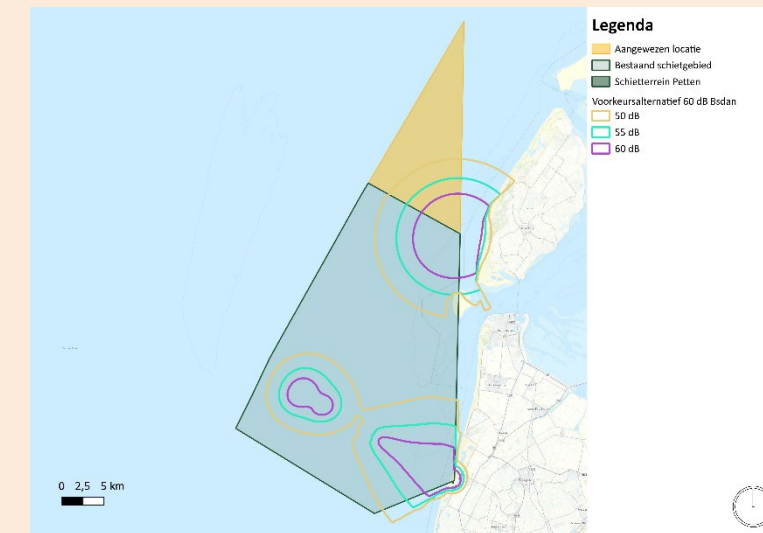 Legenda
Aangewezen locatie
Bestaand schietgebied
Schietterrein Petten
Voorkeursalternatief 60 dB Bsdan
50 dB
55 dB
60 dB
0 2,5 5 km